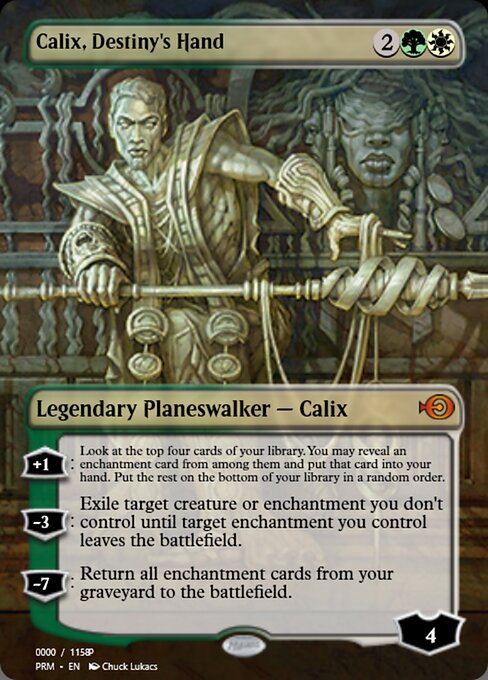 Calix, Destiny's Hand 2
Legendary Planeswalker — Calix
+1: Look at the top four cards of your library. You may reveal an
enchantment card from among them and put that card into your
hand. Put the rest on the bottom of your library in a random order.
-3: Exile target creature or enchantment you don't
control until target enchantment you control
leaves the battlefield.
-7: Return all enchantment cards from your
graveyard to the battlefield.
4
0000 / 1158P
PRM • EN Chuck Lukacs